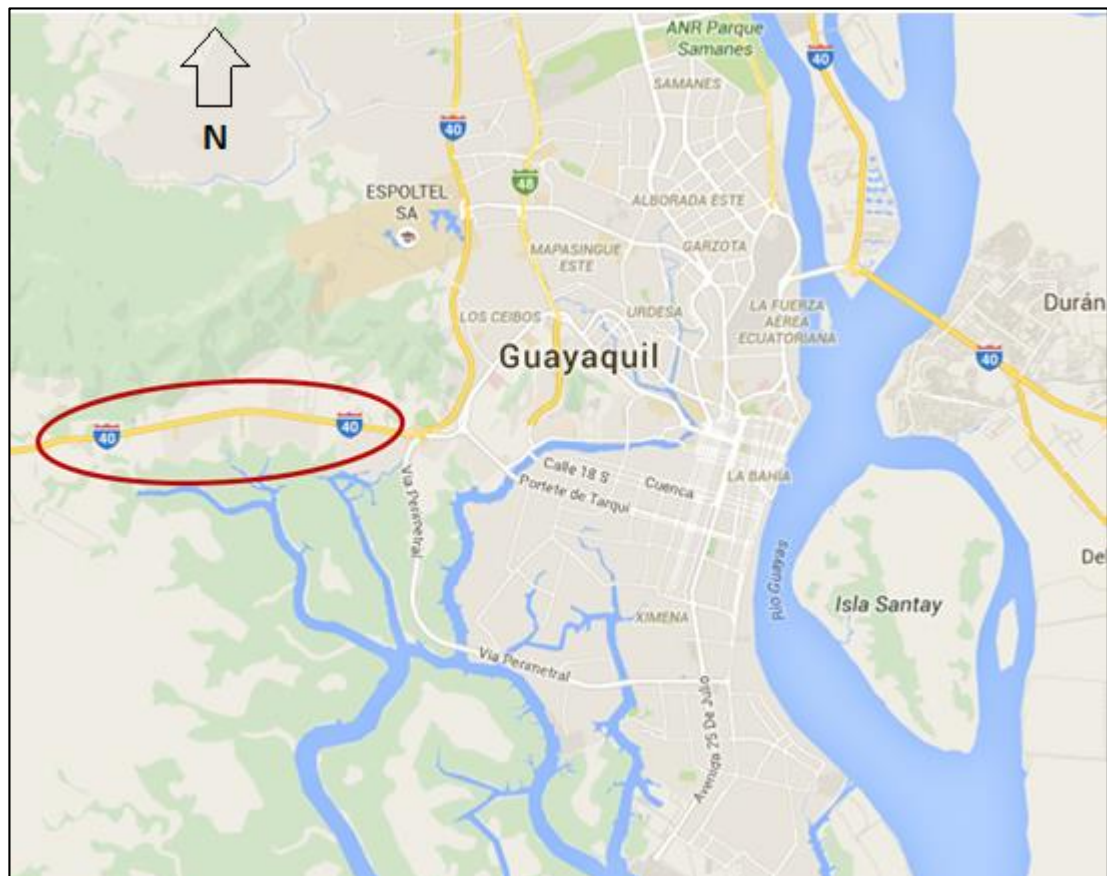 ANR Parque
Samanes
40
N
SAMANES
40
48
ESPOLTEL
SA
ALBORADA ESTE
MAPASINGUE
ESTE
GARZOTA
LOS CEIBOS
URDESA
LA FUERZA
AEREA
ECUATORIANA
Durán
Guayaquil
40
40
40
Calle 18 S
Cuenca
LA BAHÍA
Portete de Tarqui
Vía Perimetral
Río Guayas
Del
Isla Santay
XIMENA
Vía Perimetral
Avenida 25 De Julio